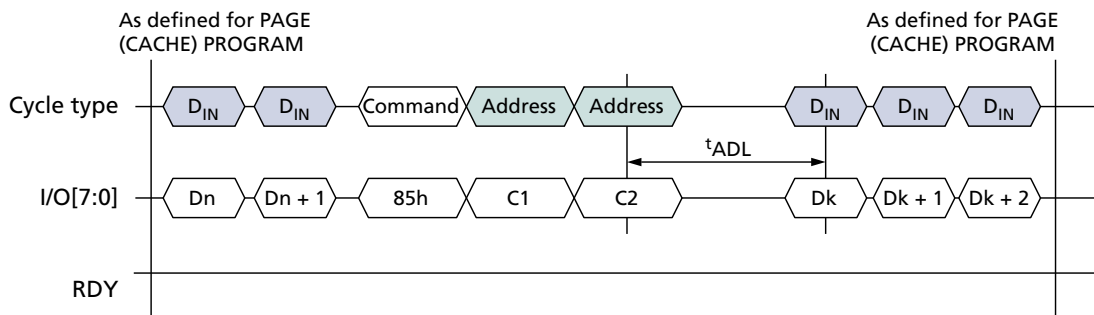 As defined for PAGE
(CACHE) PROGRAM
As defined for PAGE
(CACHE) PROGRAM
Cycle type
DIN
DIN
Command
Address
Address
DIN
DIN
DIN
tADL
I/O[7:0]
Dn
Dn + 1
85h
C1
C2
Dk
Dk + 1
Dk + 2
RDY